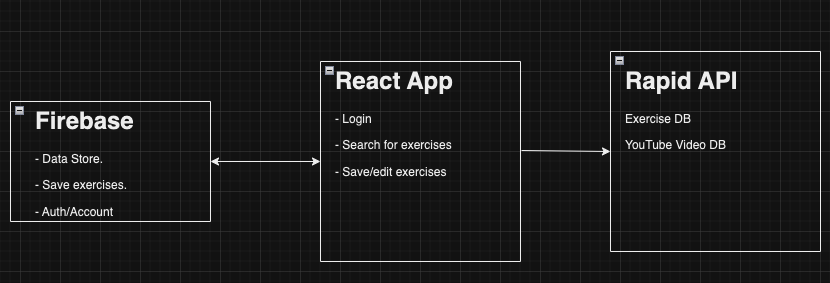 Firebase
- Data Store.
- Save exercises.
- Auth/Account
React App
- Login
- Search for exercises
- Save/edit exercises
Rapid API
Exercise DB
YouTube Video DB